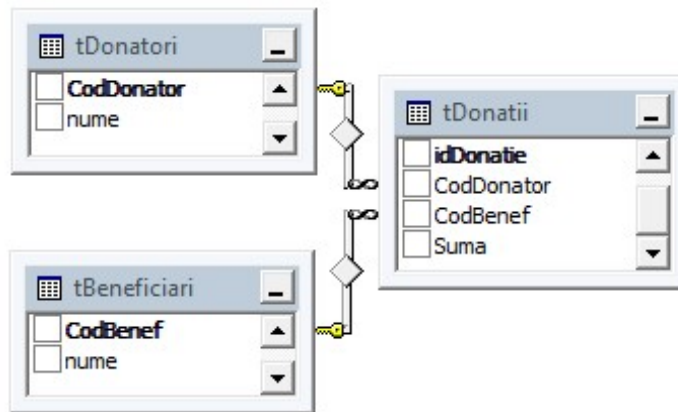 tDonatori
CodDonator
nume
tDonatii
idDonatie
CodDonator
CodBenef
Suma
tBeneficiari
CodBenef
nume